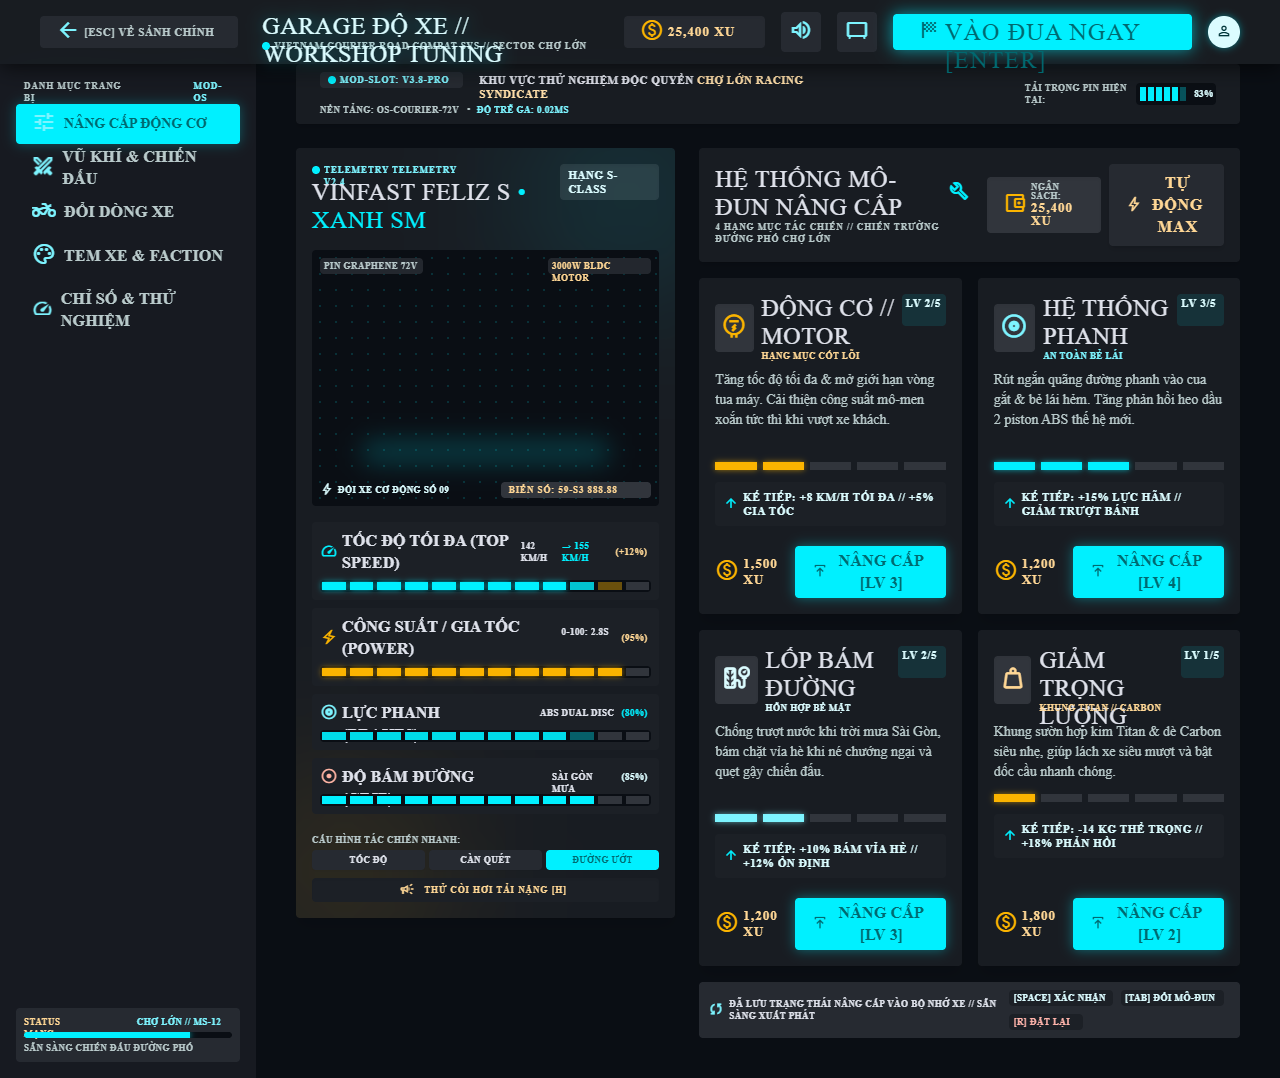 [ESC] VỀ SẢNH CHÍNH
GARAGE ĐỘ XE //
WORKSHOP TUNING
VIETNAM COURIER ROAD COMBAT SYS // SECTOR CHỢ LỚN
25,400 XU
VÀO ĐUA NGAY
[ENTER]
DANH MỤC TRANG
BỊ
MOD-
OS
NÂNG CẤP ĐỘNG CƠ
VŨ KHÍ & CHIẾN
ĐẤU
ĐỔI DÒNG XE
TEM XE & FACTION
CHỈ SỐ & THỬ
NGHIỆM
STATUS
MẠNG
CHỢ LỚN // MS-12
SẴN SÀNG CHIẾN ĐẤU ĐƯỜNG PHỐ
MOD-SLOT: V3.8-PRO
KHU VỰC THỬ NGHIỆM ĐỘC QUYỀN CHỢ LỚN RACING
SYNDICATE
NỀN TẢNG: OS-COURIER-72V • ĐỘ TRỄ GA: 0.02MS
TẢI TRỌNG PIN HIỆN
TẠI:
83%
TELEMETRY TELEMETRY
V2.4
VINFAST FELIZ S •
XANH SM
HẠNG S-
CLASS
PIN GRAPHENE 72V
3000W BLDC
MOTOR
ĐỘI XE CƠ ĐỘNG SỐ 09
BIỂN SỐ: 59-S3 888.88
TỐC ĐỘ TỐI ĐA (TOP
SPEED)
142
KM/H
→ 155
KM/H
(+12%)
CÔNG SUẤT / GIA TỐC
(POWER)
0-100: 2.8S
(95%)
LỰC PHANH
ABS DUAL DISC
(80%)
ĐỘ BÁM ĐƯỜNG
SÀI GÒN
MƯA
(85%)
CẤU HÌNH TÁC CHIẾN NHANH:
TỐC ĐỘ
CÀN QUÉT
ĐƯỜNG ƯỚT
THỬ CÒI HƠI TẢI NẶNG [H]
HỆ THỐNG MÔ-
ĐUN NÂNG CẤP
4 HẠNG MỤC TÁC CHIẾN // CHIẾN TRƯỜNG
ĐƯỜNG PHỐ CHỢ LỚN
NGÂN
SÁCH:
25,400
XU
TỰ
ĐỘNG
MAX
ĐỘNG CƠ //
MOTOR
LV 2/5
HẠNG MỤC CỐT LÕI
Tăng tốc độ tối đa & mở giới hạn vòng
tua máy. Cải thiện công suất mô-men
xoắn tức thì khi vượt xe khách.
KẾ TIẾP: +8 KM/H TỐI ĐA // +5%
GIA TỐC
1,500
XU
NÂNG CẤP
[LV 3]
HỆ THỐNG
PHANH
LV 3/5
AN TOÀN BẺ LÁI
Rút ngắn quãng đường phanh vào cua
gắt & bẻ lái hẻm. Tăng phản hồi heo dầu
2 piston ABS thế hệ mới.
KẾ TIẾP: +15% LỰC HÃM //
GIẢM TRƯỢT BÁNH
1,200
XU
NÂNG CẤP
[LV 4]
LỐP BÁM
ĐƯỜNG
LV 2/5
HỖN HỢP BỀ MẶT
Chống trượt nước khi trời mưa Sài Gòn,
bám chặt vỉa hè khi né chướng ngại và
quẹt gây chiến đấu.
KẾ TIẾP: +10% BÁM VỈA HÈ //
+12% ỔN ĐỊNH
1,200
XU
NÂNG CẤP
[LV 3]
GIẢM
TRỌNG
LƯỢNG
LV 1/5
KHUNG TITAN // CARBON
Khung sườn hợp kim Titan & dè Carbon
siêu nhẹ, giúp lách xe siêu mượt và bật
dốc cầu nhanh chóng.
KẾ TIẾP: -14 KG THỂ TRỌNG //
+18% PHẢN HỒI
1,800
XU
NÂNG CẤP
[LV 2]
ĐÃ LƯU TRẠNG THÁI NÂNG CẤP VÀO BỘ NHỚ XE // SẴN
SÀNG XUẤT PHÁT
[SPACE] XÁC NHẬN
[TAB] ĐỔI MÔ-ĐUN
[R] ĐẶT LẠI